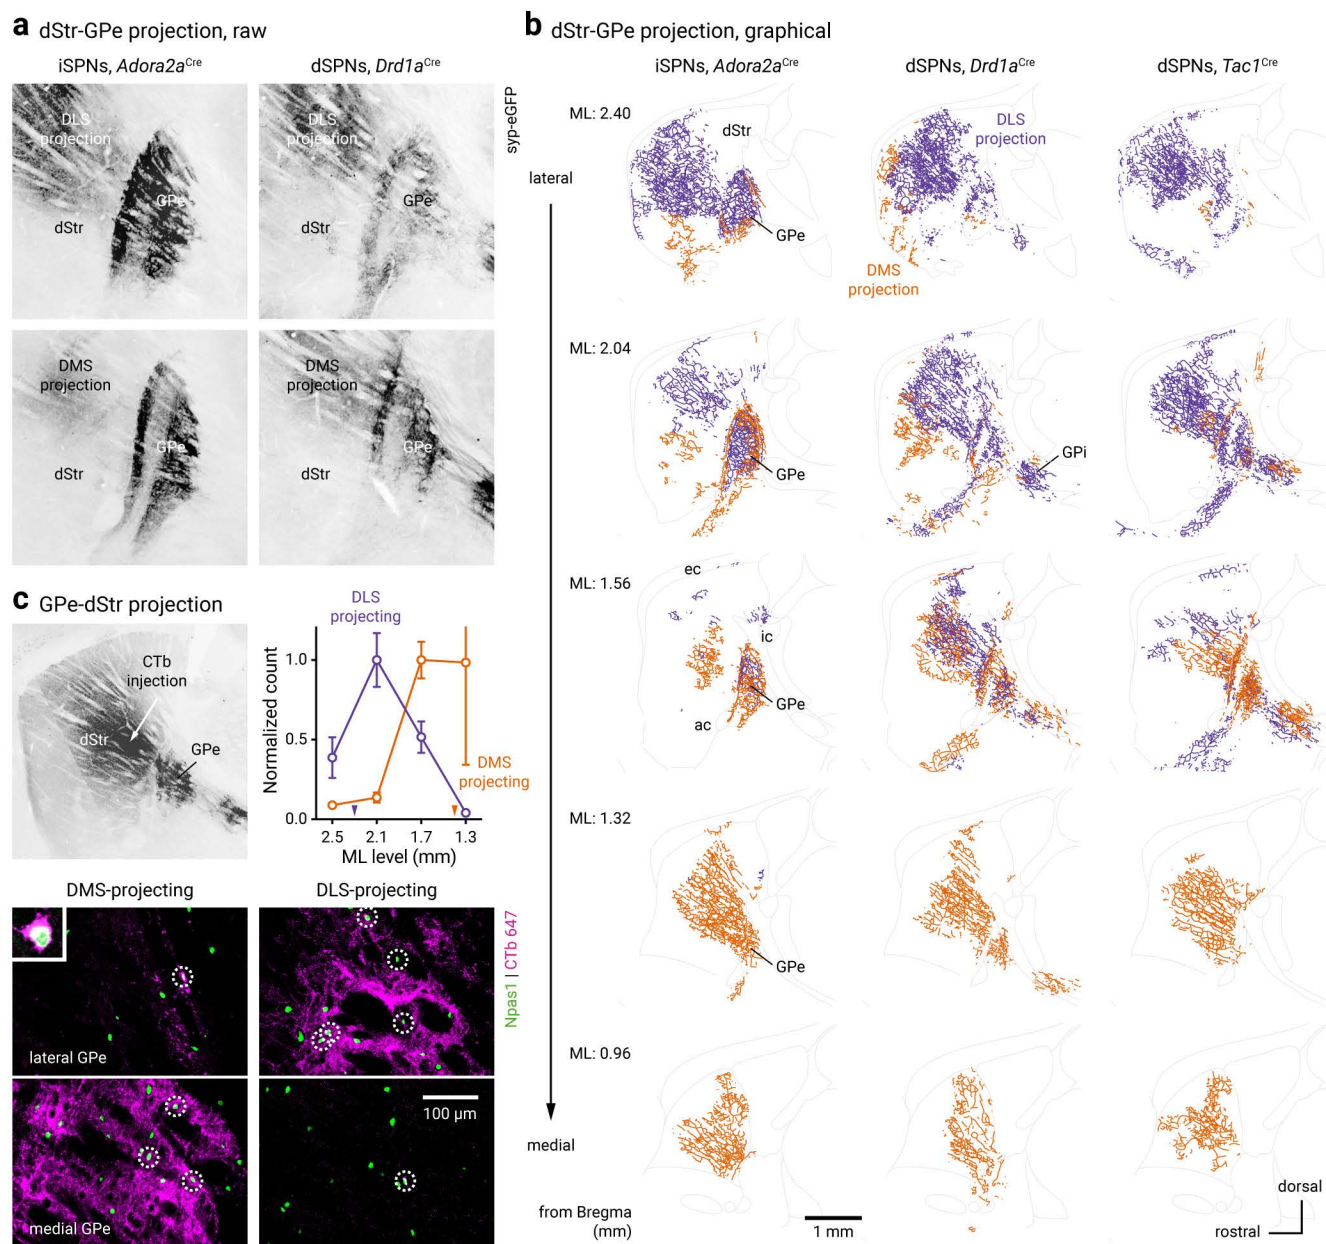 a dStr-GPe projection, raw
iSPNs, Adora2aCre
dSPNs, Drd1aCre
DLS
projection
GPe
dStr
DLS
projection
GPe
dStr
syp-eGFP
DMS
projection
GPe
dStr
DMS
projection
GPe
dStr
b dStr-GPe projection, graphical
iSPNs, Adora2aCre
dSPNs, Drd1aCre
dSPNs, Tac1Cre
ML: 2.40
dStr
GPe
DLS
projection
DMS
projection
lateral
ML: 2.04
GPe
GPi
ML: 1.56
ec
ic
GPe
ac
ML: 1.32
GPe
ML: 0.96
medial
from Bregma
(mm)
1 mm
dorsal
rostral
c GPe-dStr projection
CTb
injection
dStr
GPe
DLS
projecting
Normalized count
1.0
0.5
0.0
DMS
projecting
2.5 2.1 1.7 1.3
ML level (mm)
DMS-projecting
DLS-projecting
lateral GPe
medial GPe
100 μm
Npas1 | CTb 647